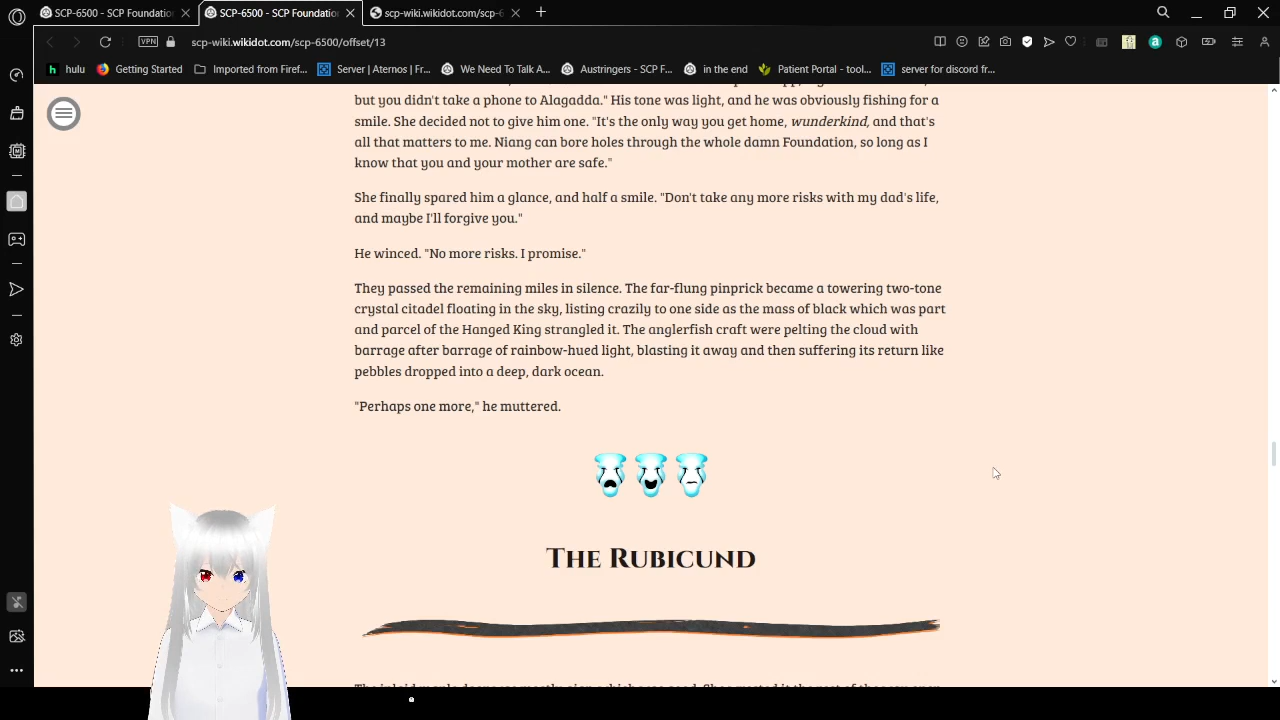 SCP-6500 - SCP Foundation
SCP-6500 - SCP Foundation
scp-wiki.wikidot.com/scp-6
VPN
scp-wiki.wikidot.com/scp-6500/offset/13
hulu
Getting Started
Imported from Firef...
Server | Aternos | Fr...
We Need To Talk A...
Austringers - SCP F...
in the end
Patient Portal - tool...
server for discord fr...
but you didn't take a phone to Alagadda." His tone was light, and he was obviously fishing for a
smile. She decided not to give him one. "It's the only way you get home, wunderkind, and that's
all that matters to me. Niang can bore holes through the whole damn Foundation, so long as I
know that you and your mother are safe."
She finally spared him a glance, and half a smile. "Don't take any more risks with my dad's life,
and maybe I'll forgive you."
He winced. "No more risks. I promise."
They passed the remaining miles in silence. The far-flung pinprick became a towering two-tone
crystal citadel floating in the sky, listing crazily to one side as the mass of black which was part
and parcel of the Hanged King strangled it. The anglerfish craft were pelting the cloud with
barrage after barrage of rainbow-hued light, blasting it away and then suffering its return like
pebbles dropped into a deep, dark ocean.
"Perhaps one more," he muttered.
The Rubicund